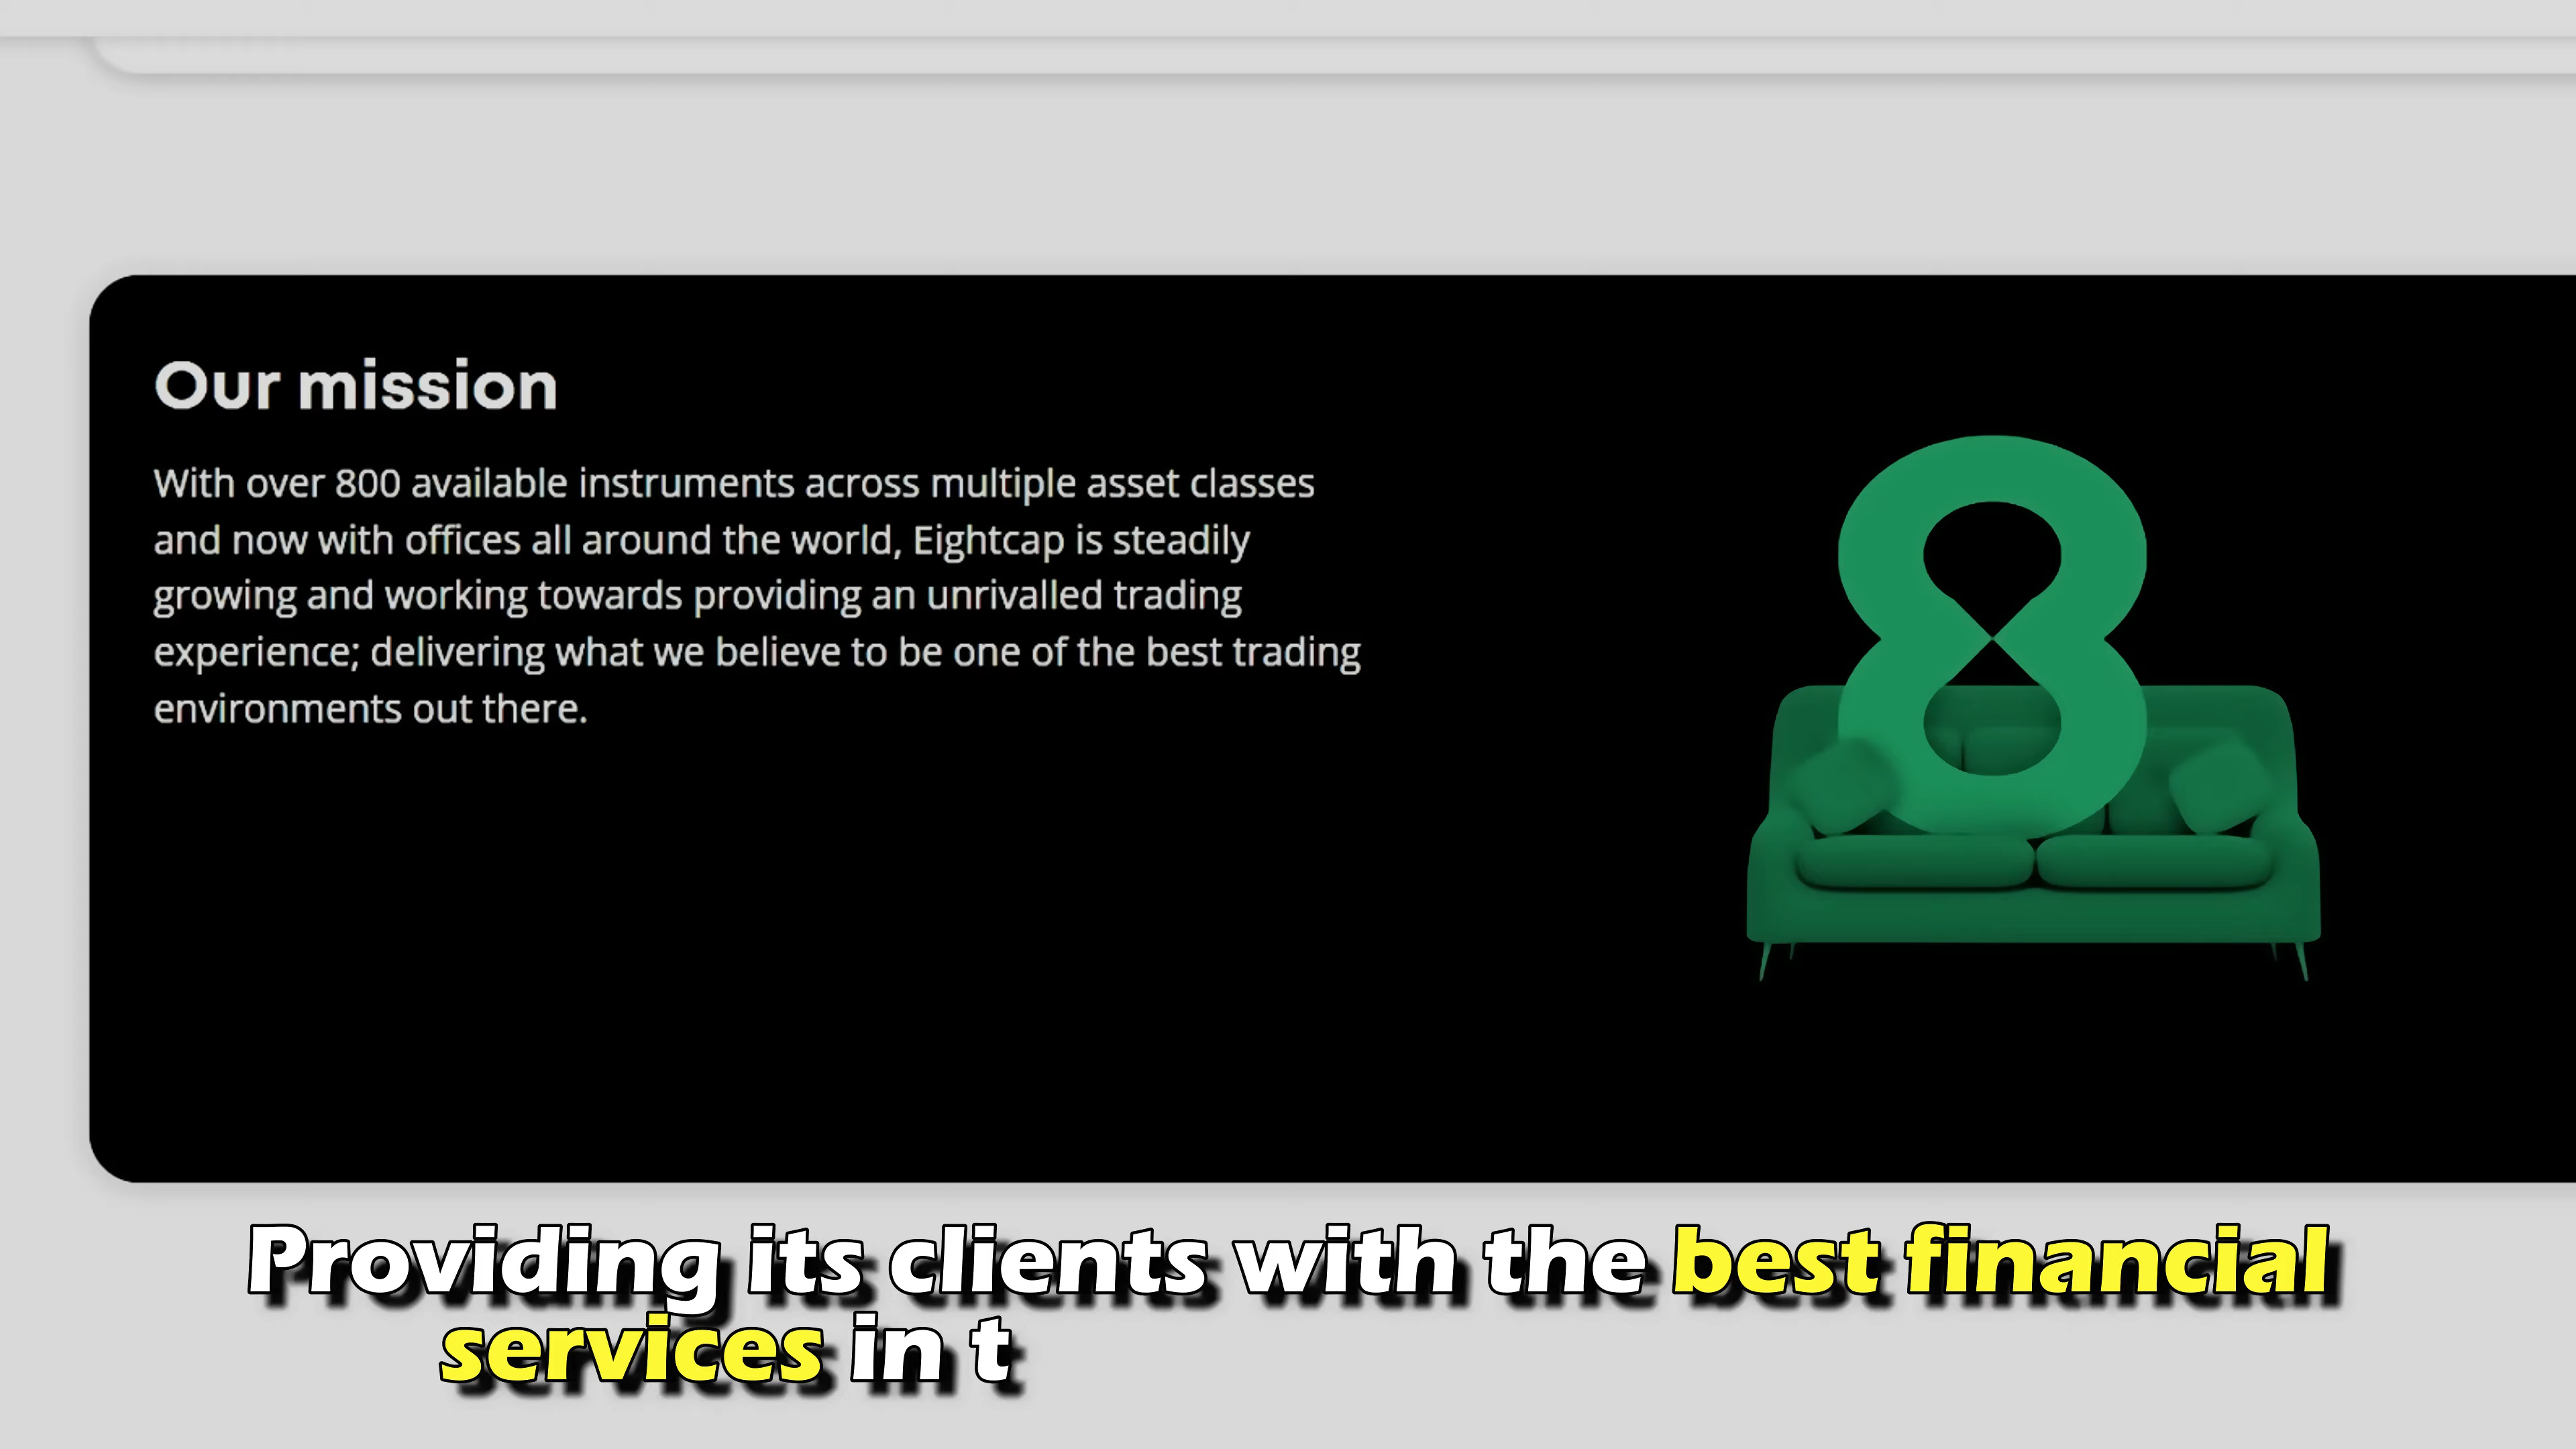 Our mission
With over 800 available instruments across multiple asset classes
and now with offices all around the world, Eightcap is steadily
growing and working towards providing an unrivalled trading
experience; delivering what we believe to be one of the best trading
environments out there.
8
Providing its clients with the best financial
services in t